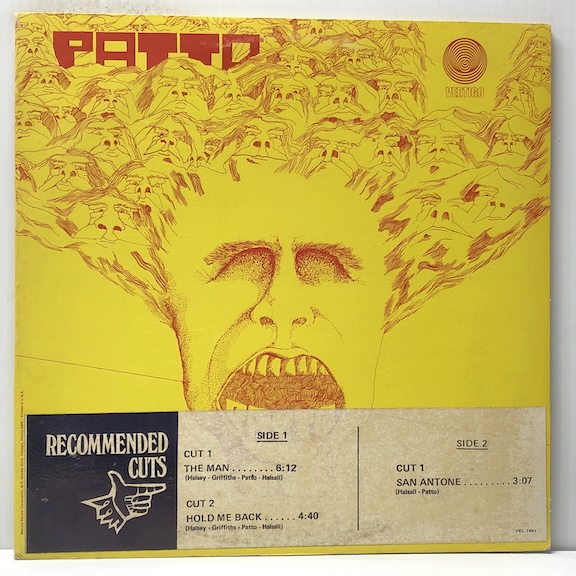 PATTO
VERTIGO
RECOMMENDED
CUTS
SIDE 1
CUT 1
THE MAN ........ 6:12
(Halsey - Griffiths - Patto - Halsall)
CUT 2
HOLD ME BACK ...... 4:40
(Halsey - Griffiths - Patto - Halsall)
SIDE 2
CUT 1
SAN ANTONE ......... 3:07
(Halsall - Patto)